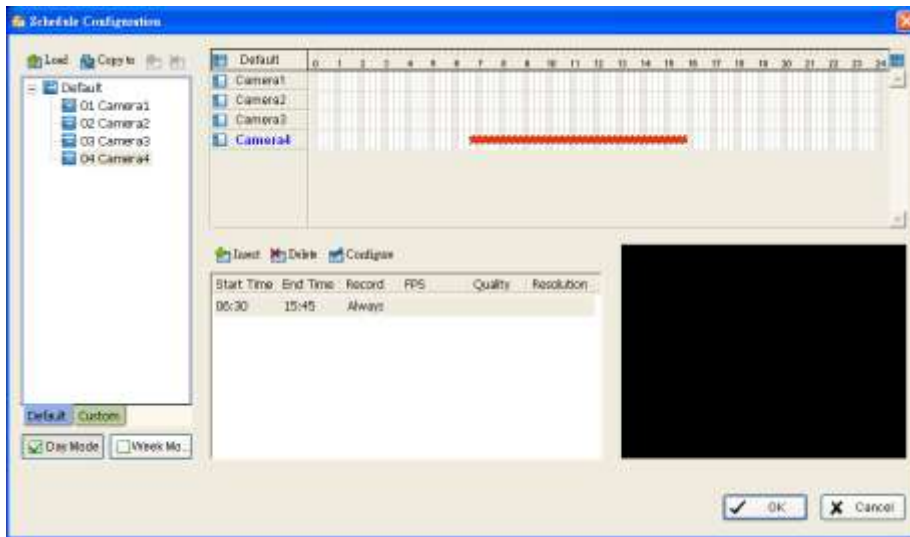 Schedule Configuration
Load Copy to
Default
01 Camera1
02 Camera2
03 Camera3
04 Camera4
Default Custom
Day Mode Week Mo...
Default 0 1 2 3 4 5 6 7 8 9 10 11 12 13 14 15 16 17 18 19 20 21 22 23 24
Camera1
Camera2
Camera3
Camera4
Insert Delete Configure
Start Time End Time Record FPS Quality Resolution
06:30 15:45 Always
OK Cancel